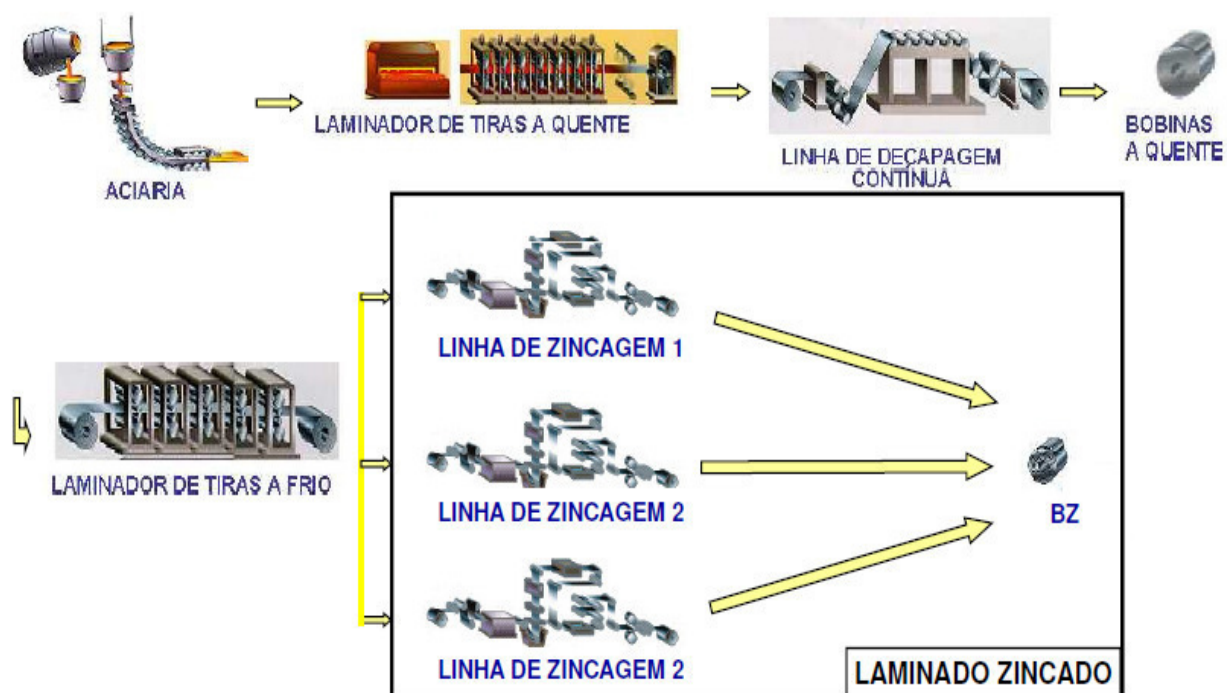 ACIARIA
LAMINADOR DE TIRAS A QUENTE
LINHA DE DECAPAGEM
CONTÍNUA
BOBINAS
A QUENTE
LAMINADOR DE TIRAS A FRIO
LINHA DE ZINCAGEM 1
LINHA DE ZINCAGEM 2
LINHA DE ZINCAGEM 2
BZ
LAMINADO ZINCADO